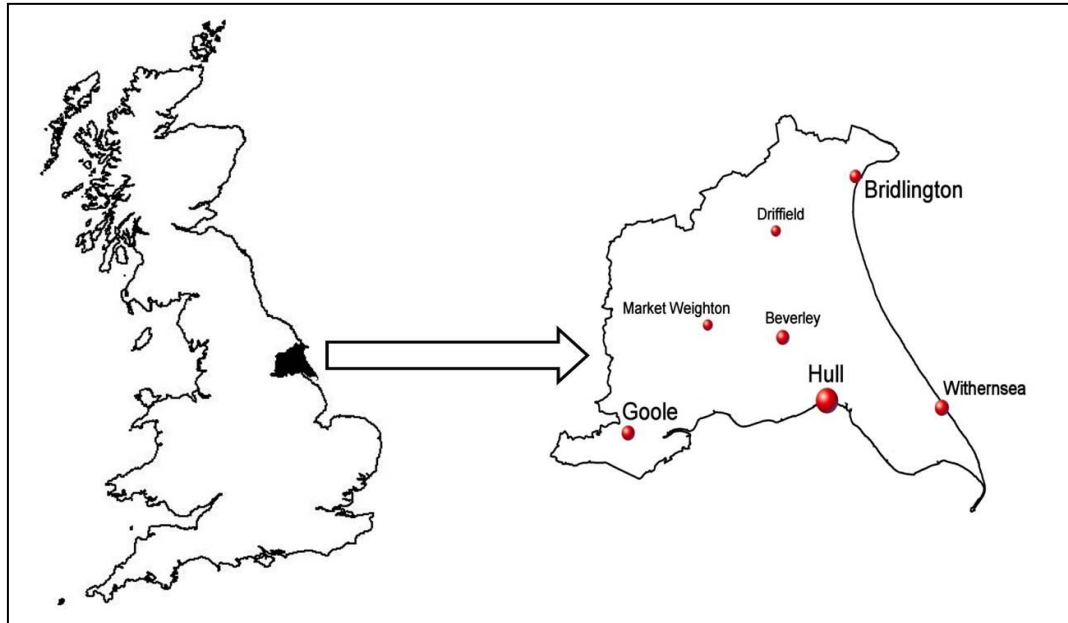 Bridlington
Driffield
Market Weighton
Beverley
Hull
Withernsea
Goole